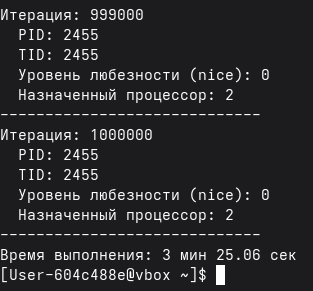 Итерация: 999000
PID: 2455
TID: 2455
Уровень любезности (nice): 0
Назначенный процессор: 2
-----------------------------
Итерация: 1000000
PID: 2455
TID: 2455
Уровень любезности (nice): 0
Назначенный процессор: 2
-----------------------------
Время выполнения: 3 мин 25.06 сек
[User-604c488e@vbox ~]$